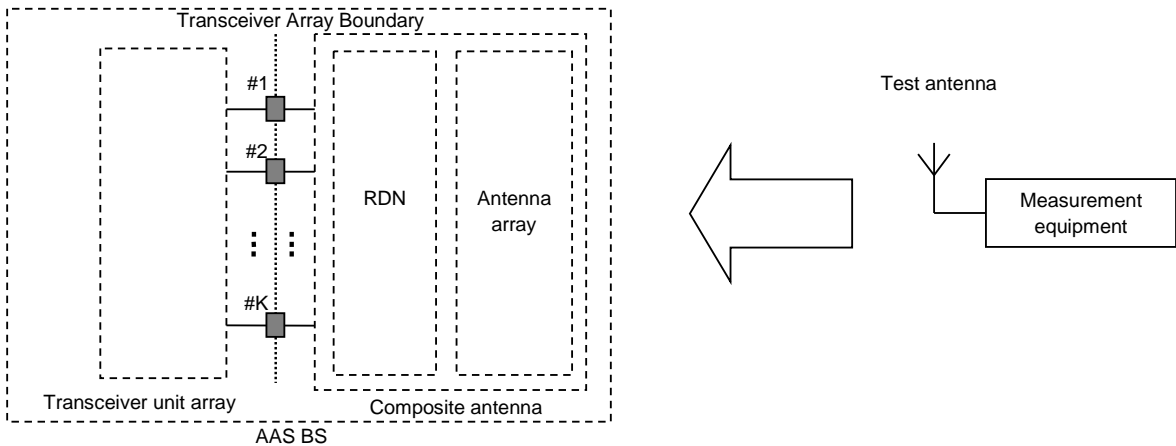 Transceiver Array Boundary
#1
#2
#K
RDN
Antenna
array
Transceiver unit array
Composite antenna
AAS BS
Test antenna
Measurement
equipment